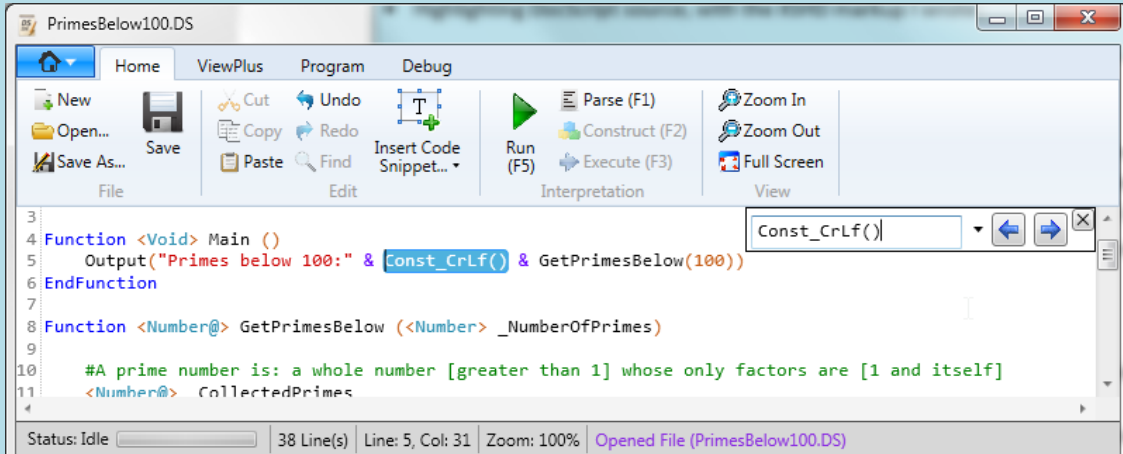 PrimesBelow100.DS
Home ViewPlus Program Debug
New Cut Undo Parse (F1) Zoom In
Open... Copy Redo Construct (F2) Zoom Out
Save As... Save Paste Find Insert Code Snippet... Run (F5) Execute (F3) Full Screen
File Edit Interpretation View
Const_CrLf()
3
4 Function <Void> Main ()
5 Output("Primes below 100:" & Const_CrLf() & GetPrimesBelow(100))
6 EndFunction
7
8 Function <Number@> GetPrimesBelow (<Number> _NumberOfPrimes)
9
10 #A prime number is: a whole number [greater than 1] whose only factors are [1 and itself]
11 <Number@> CollectedPrimes
Status: Idle 38 Line(s) Line: 5, Col: 31 Zoom: 100% Opened File (PrimesBelow100.DS)